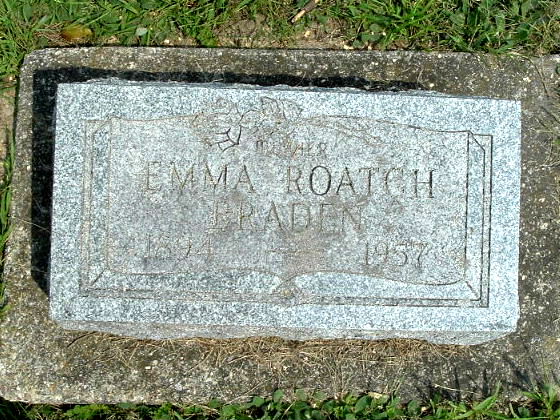 MOTHER
EMMA ROATCH
BRADEN
1894 1957